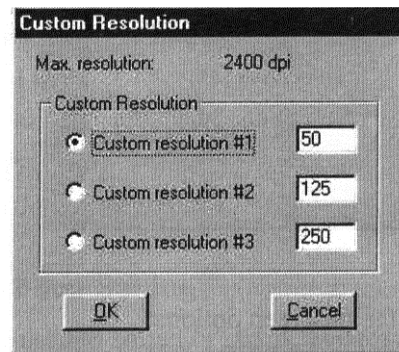 Custom Resolution
Max. resolution: 2400 dpi
Custom Resolution
Custom resolution #1 50
Custom resolution #2 125
Custom resolution #3 250
OK Cancel